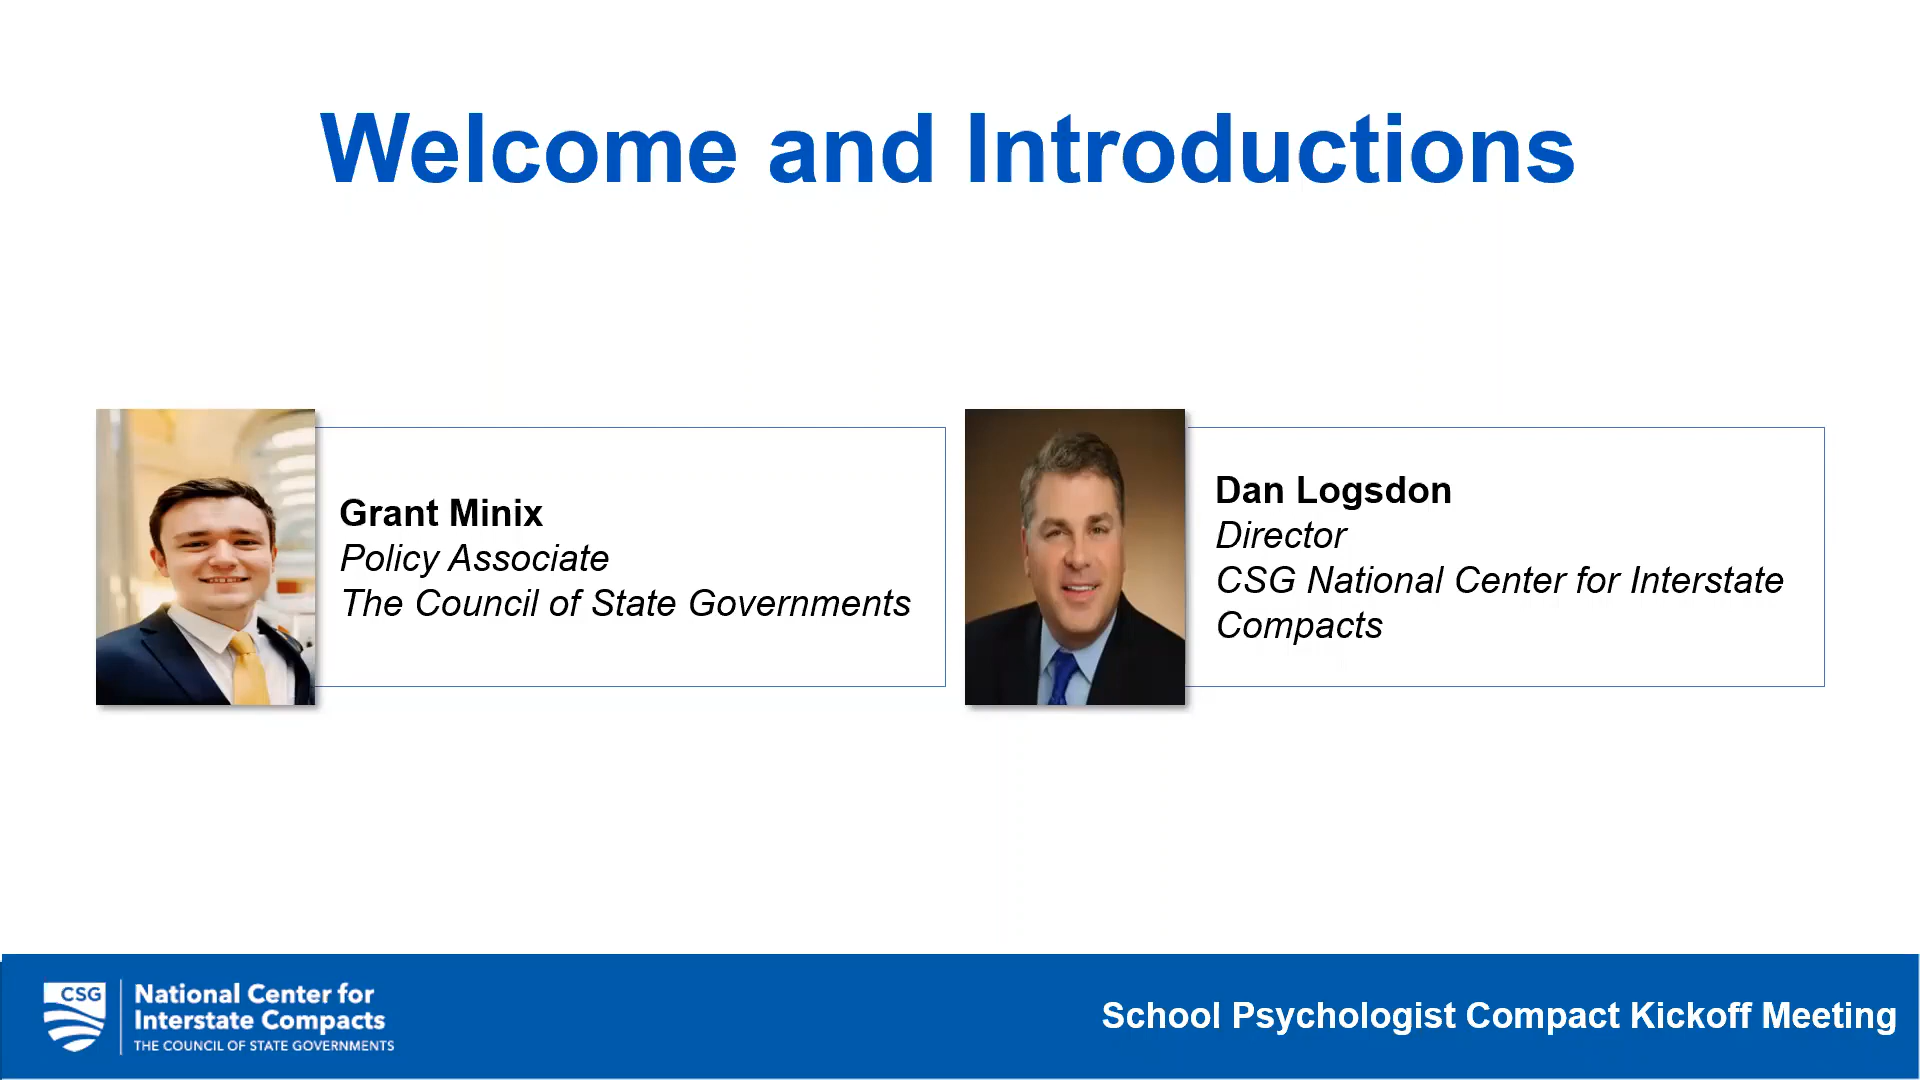 Welcome and Introductions
Grant Minix
Policy Associate
The Council of State Governments
Dan Logsdon
Director
CSG National Center for Interstate
Compacts
CSG
National Center for
Interstate Compacts
THE COUNCIL OF STATE GOVERNMENTS
School Psychologist Compact Kickoff Meeting